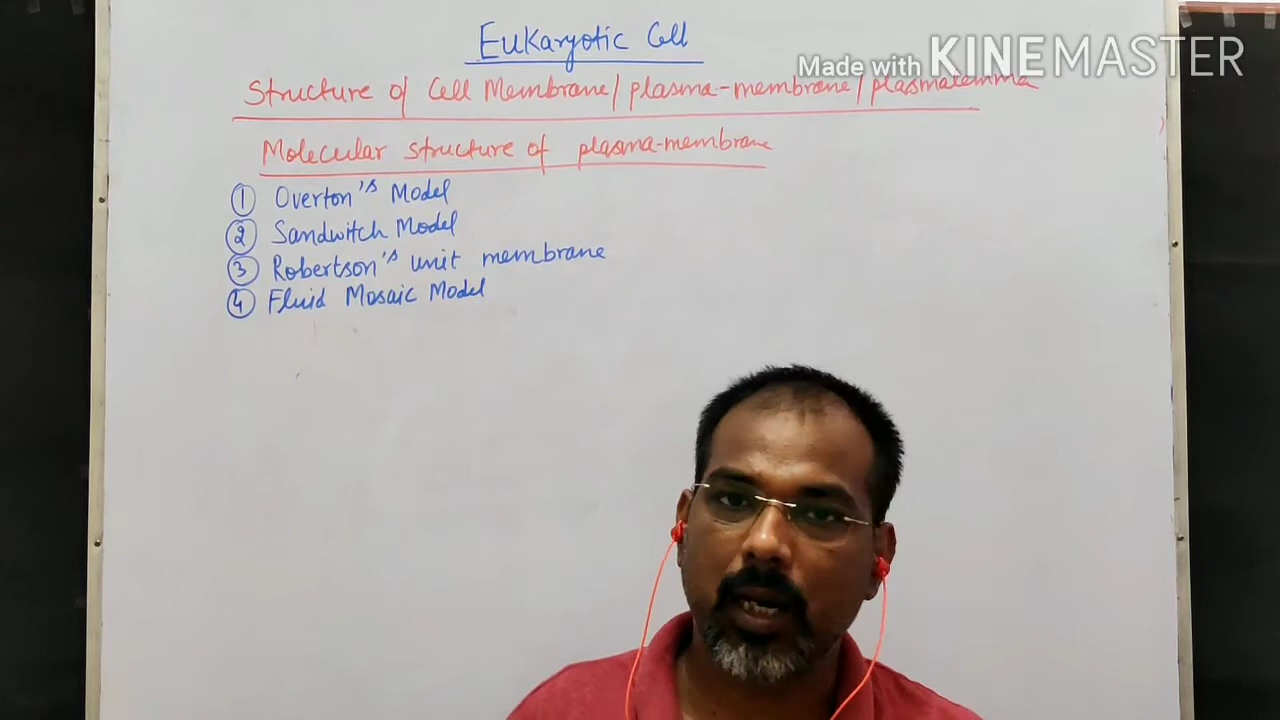 Eukaryotic Cell
Made with KINEMASTER
Structure of Cell Membrane/plasma-membrane/plasmalemma
Molecular structure of plasma-membrane
1 Overton's Model
2 Sandwitch Model
3 Robertson's unit membrane
4 Fluid Mosaic Model